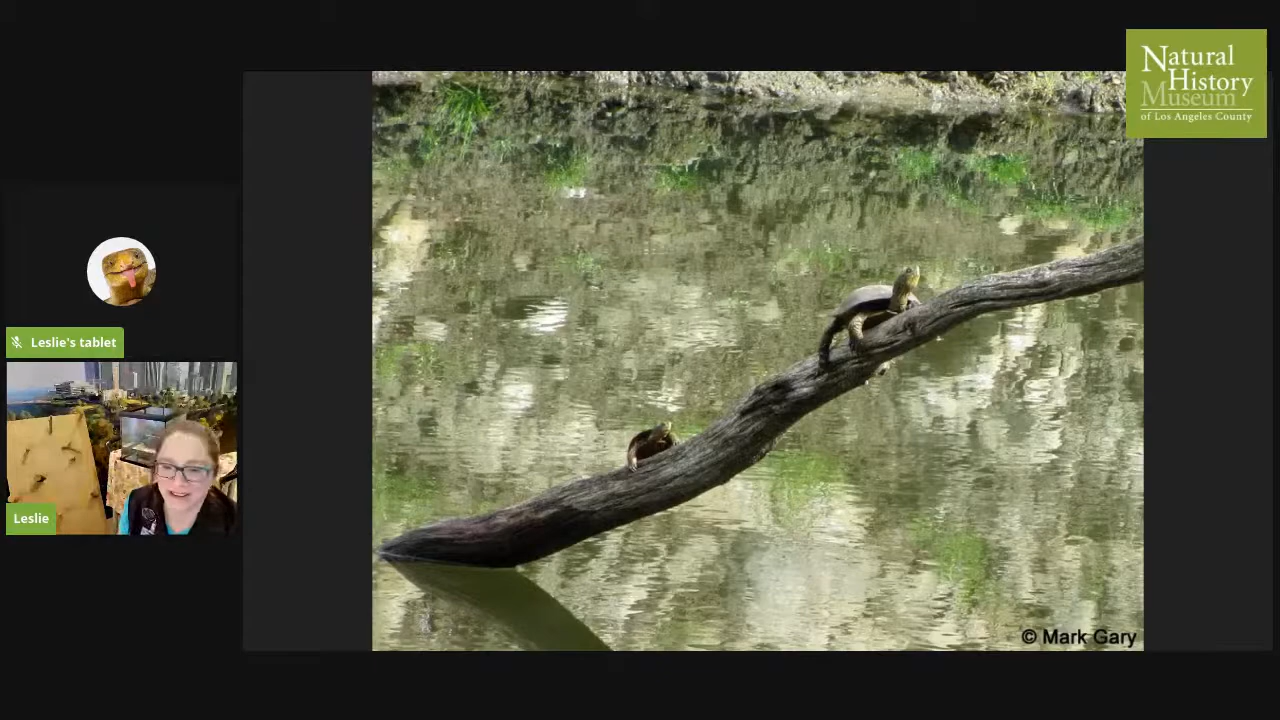 Natural
History
Museum
of Los Angeles County
Leslie's tablet
Leslie
© Mark Gary